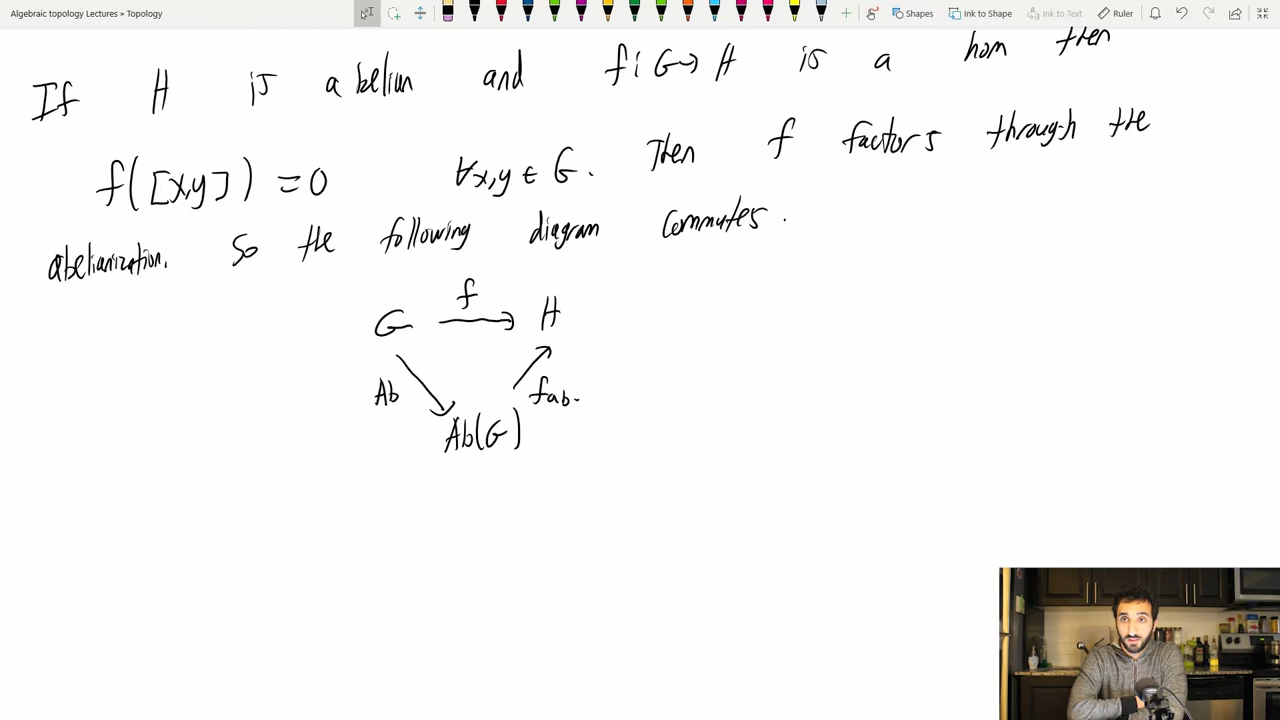 Algebraic topology Lectures » Topology
Shapes Ink to Shape Ink to Text Ruler
If H is abelian and f: G→H is a hom then
f([x,y]) = 0 ∀x,y ∈ G. Then f factors through the
abelianization. So the following diagram commutes.
f
G → H
Ab fab.
Ab(G)